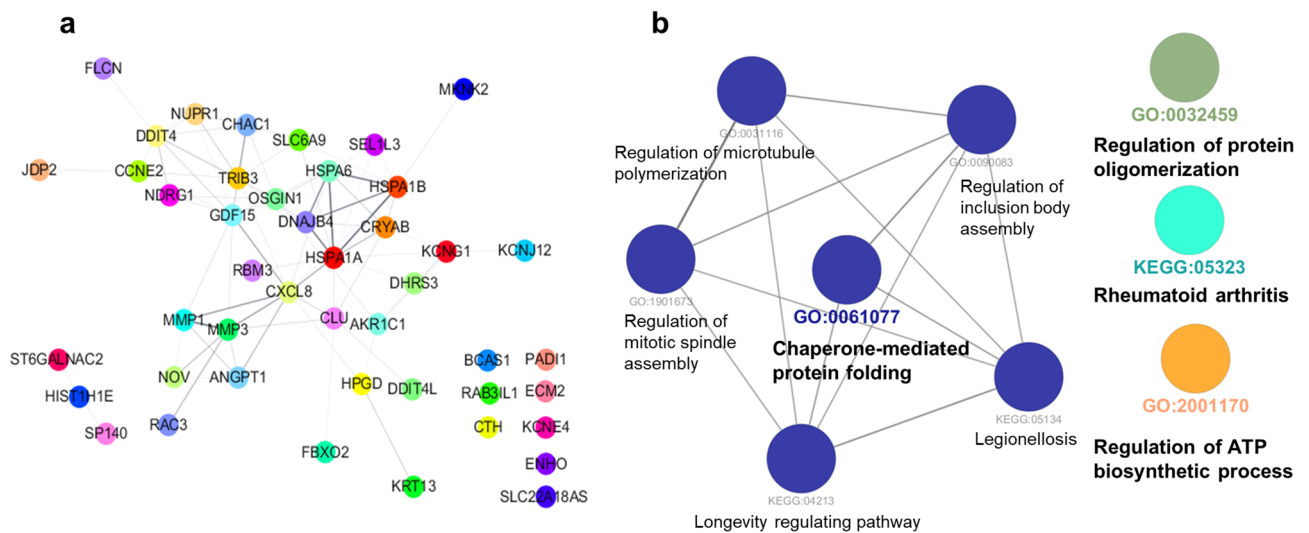 a
b
FLCN
MKNK2
NUPR1
CHAC1
DDIT4
SLC6A9
SEL1L3
JDP2
CCNE2
TRIB3
HSPA6
HSPA1B
NDRG1
OSGIN1
GDF15
DNAJB4
CRYAB
KCNG1
KCNJ12
HSPA1A
RBM3
DHRS3
CXCL8
MMP1
MMP3
CLU
AKR1C1
ST6GALNAC2
NOV
ANGPT1
HPGD
DDIT4L
BCAS1
PADI1
HIST1H1E
RAB3IL1
ECM2
SP140
RAC3
CTH
KCNE4
FBXO2
ENHO
KRT13
SLC22A18AS
GO:0031116
Regulation of microtubule
polymerization
GO:0090083
Regulation of
inclusion body
assembly
GO:1901673
Regulation of
mitotic spindle
assembly
GO:0061077
Chaperone-mediated
protein folding
KEGG:05134
Legionellosis
KEGG:04213
Longevity regulating pathway
GO:0032459
Regulation of protein
oligomerization
KEGG:05323
Rheumatoid arthritis
GO:2001170
Regulation of ATP
biosynthetic process